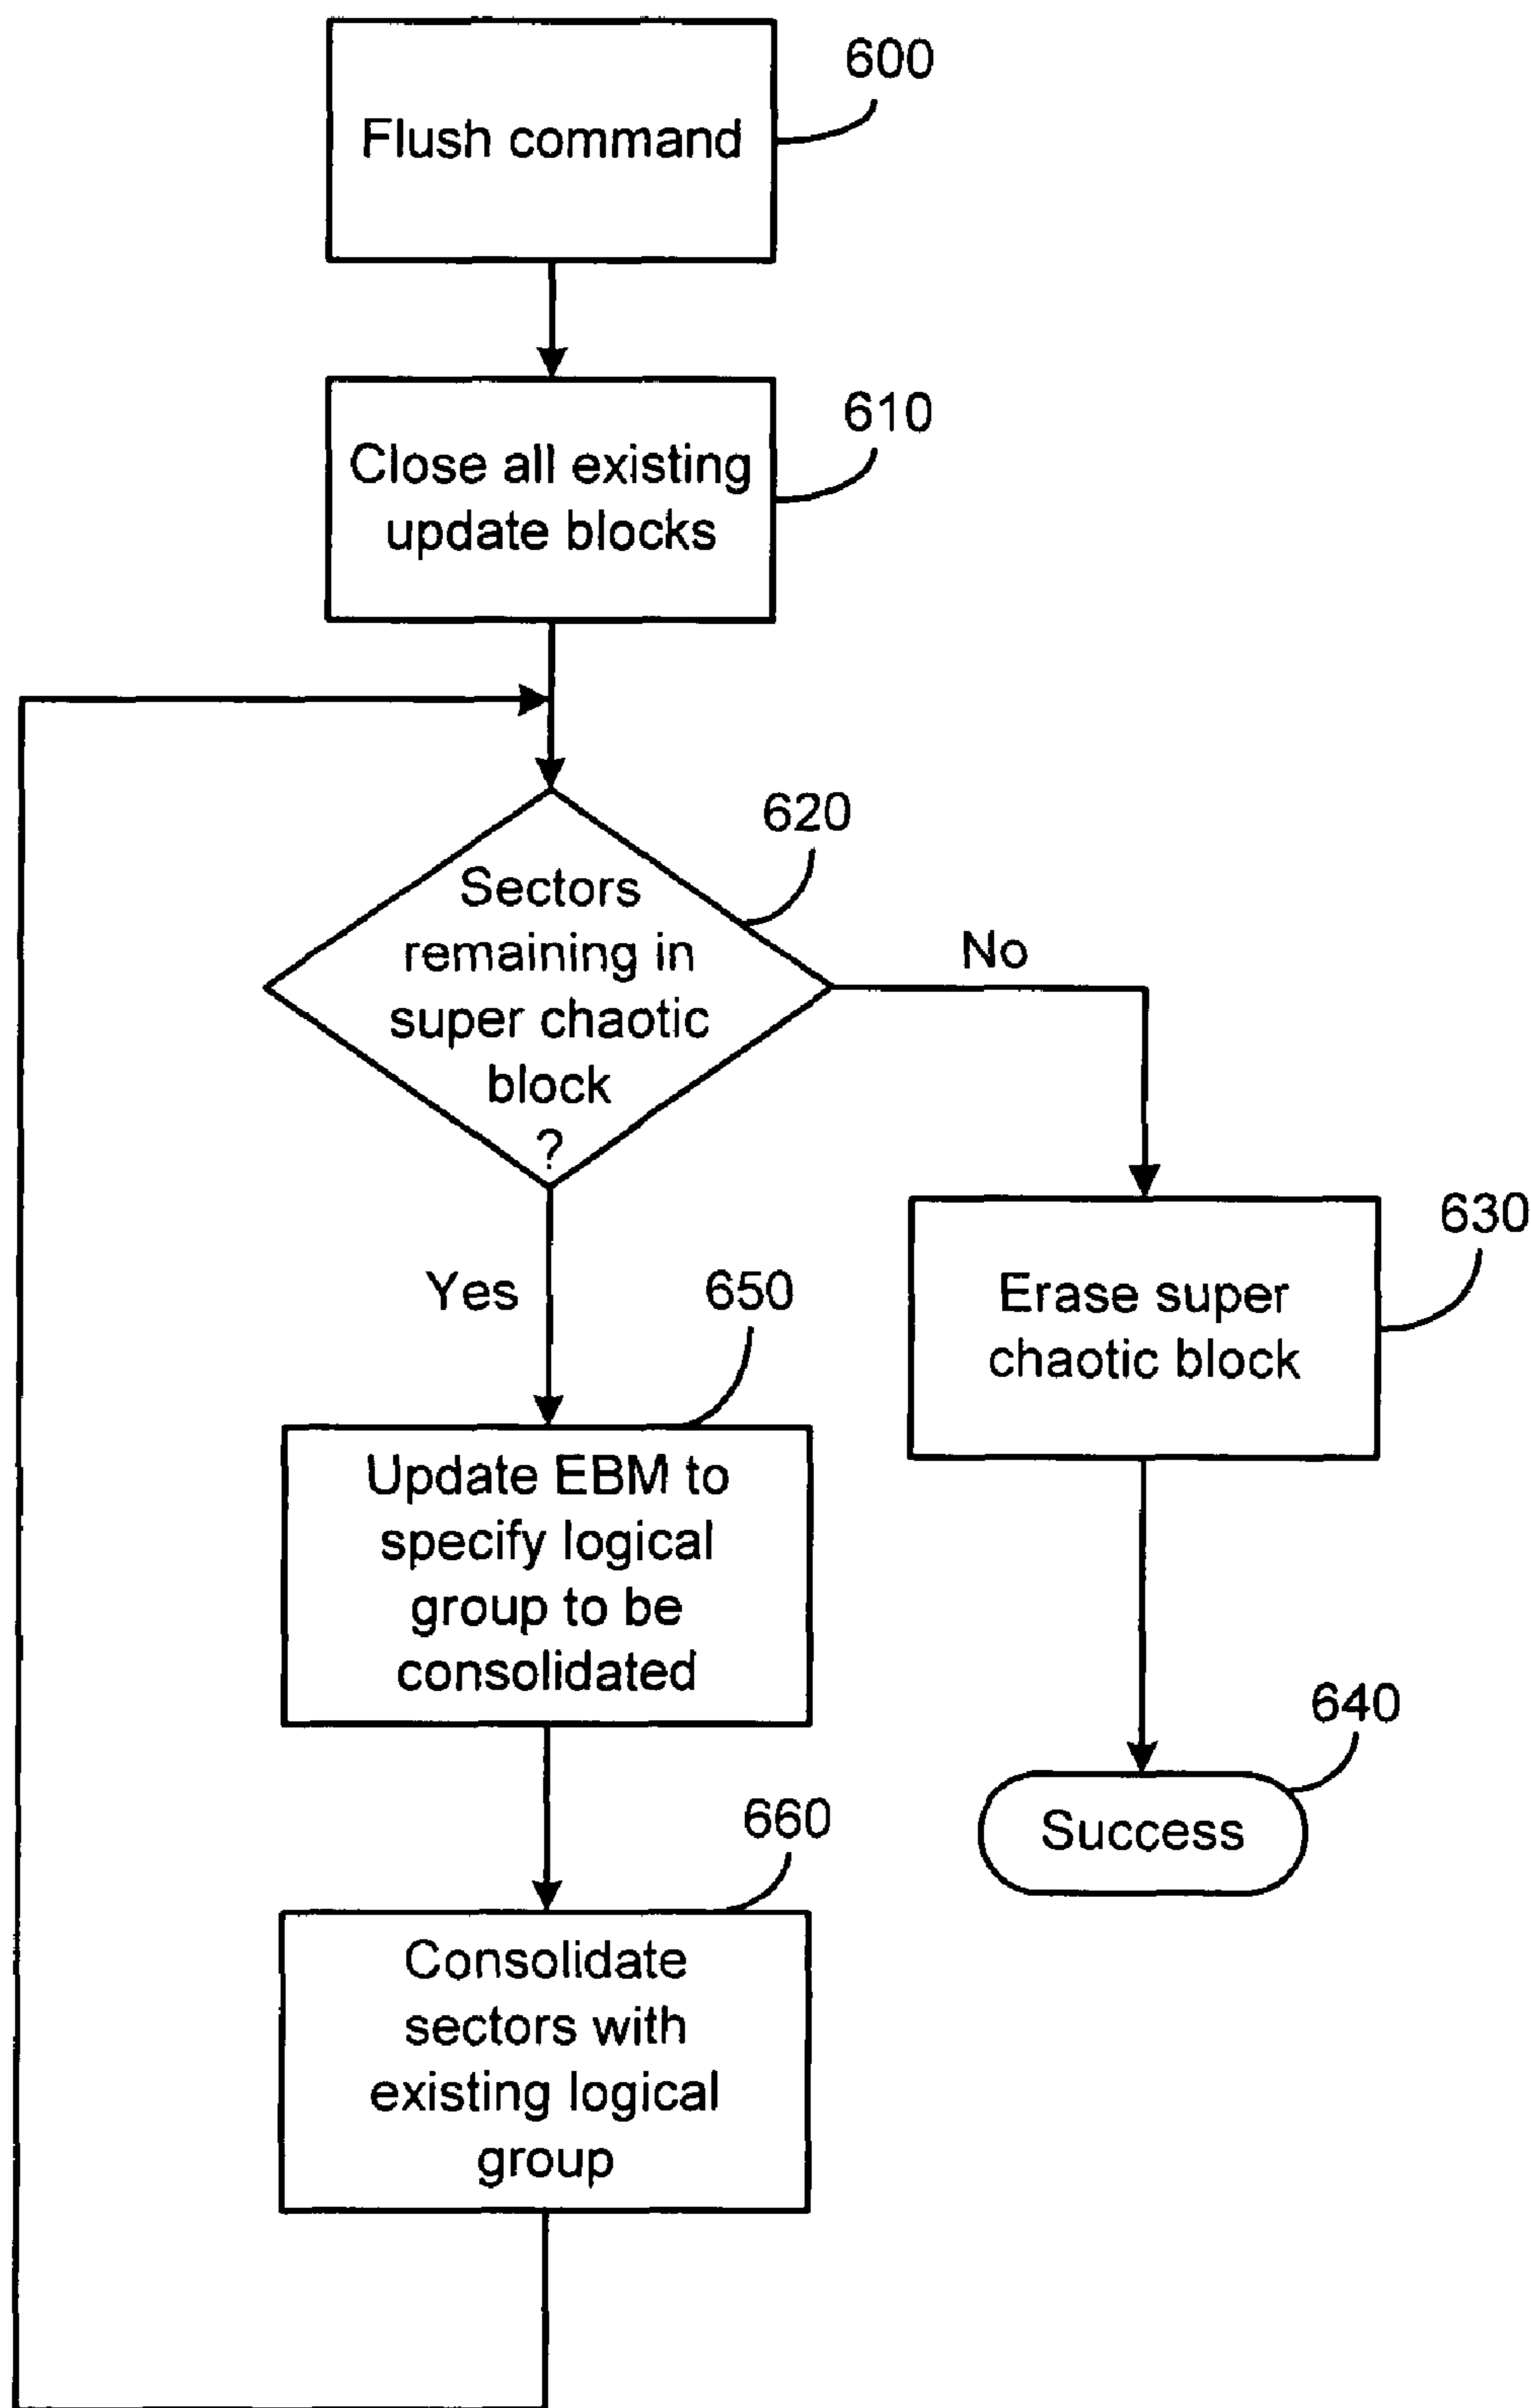 600
Flush command
610
Close all existing
update blocks
620
Sectors
remaining in
super chaotic
block
?
No
Yes
650
630
Erase super
chaotic block
Update EBM to
specify logical
group to be
consolidated
640
Success
660
Consolidate
sectors with
existing logical
group